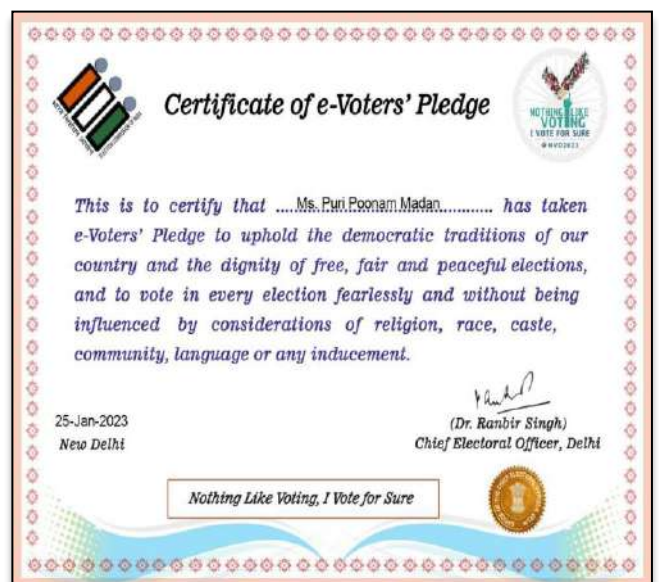 Certificate of e-Voters' Pledge
NOTHING LIKE
VOTING
I VOTE FOR SURE
@NVD2023
This is to certify that ....Ms. Puri Poonam Madan............ has taken
e-Voters' Pledge to uphold the democratic traditions of our
country and the dignity of free, fair and peaceful elections,
and to vote in every election fearlessly and without being
influenced by considerations of religion, race, caste,
community, language or any inducement.
25-Jan-2023
New Delhi
(Dr. Ranbir Singh)
Chief Electoral Officer, Delhi
Nothing Like Voting, I Vote for Sure